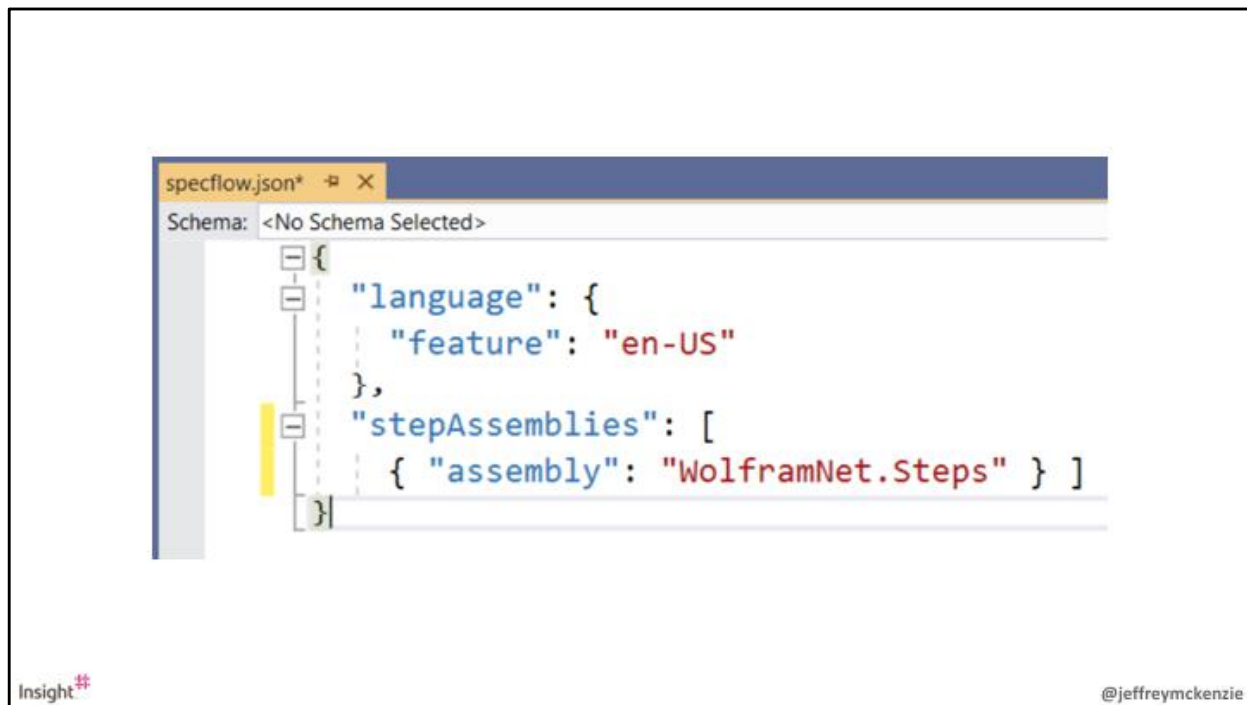 specflow.json*
Schema: <No Schema Selected>
{
"language": {
"feature": "en-US"
},
"stepAssemblies": [
{ "assembly": "WolframNet.Steps" } ]
}
Insight#
@jeffreymckenzie